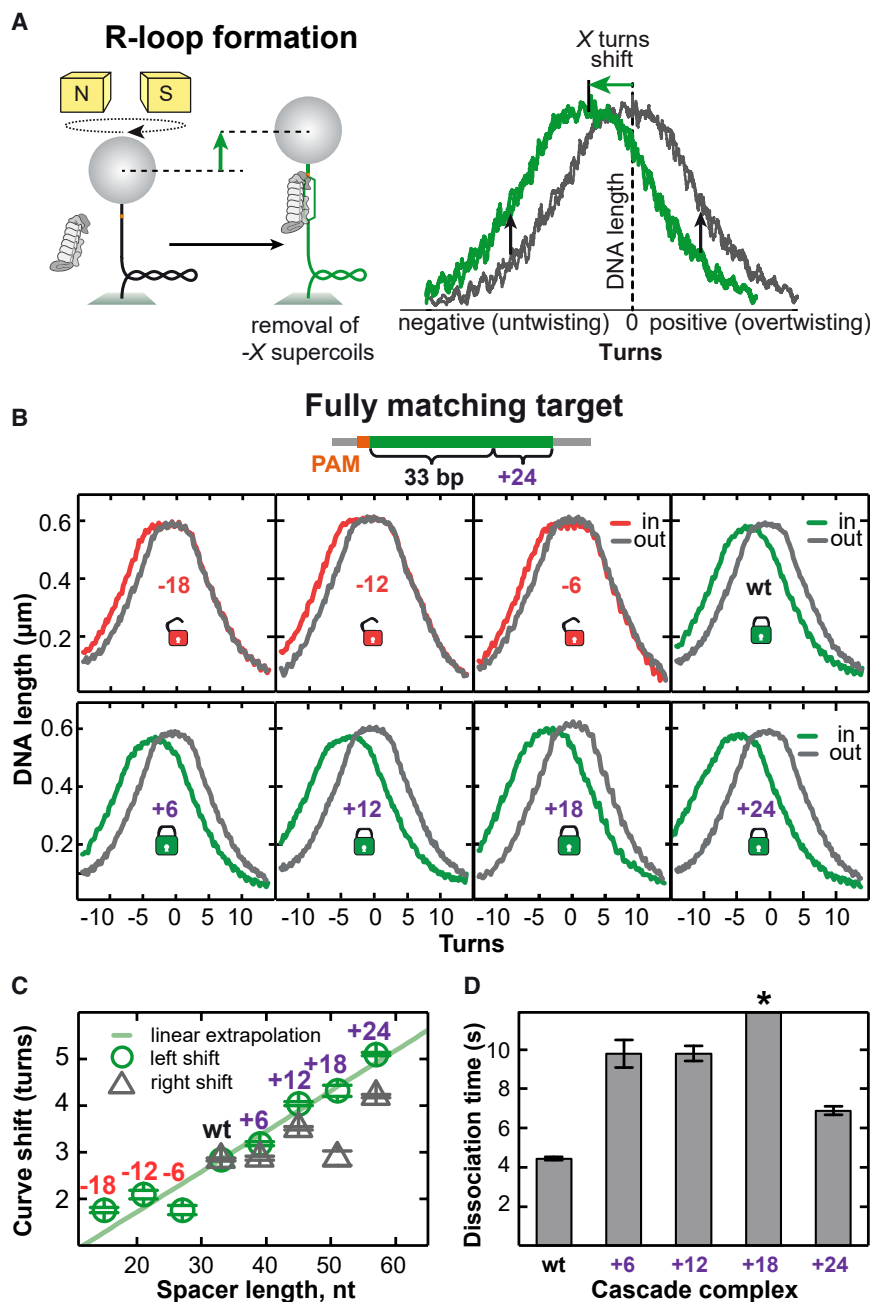 A
R-loop formation
N
S
removal of
-X supercoils
X turns
shift
DNA length
negative (untwisting)
0
positive (overtwisting)
Turns
B
Fully matching target
PAM
33 bp
+24
DNA length (µm)
0.6
0.4
0.2
-18
-12
-6
in
out
wt
in
out
0.6
0.4
0.2
+6
+12
+18
+24
in
out
-10 -5 0 5 10
-10 -5 0 5 10
-10 -5 0 5 10
-10 -5 0 5 10
Turns
C
Curve shift (turns)
5
4
3
2
linear extrapolation
left shift
right shift
-18
-12
-6
wt
+6
+12
+18
+24
20 30 40 50 60
Spacer length, nt
D
Dissociation time (s)
10
8
6
4
2
*
wt +6 +12 +18 +24
Cascade complex